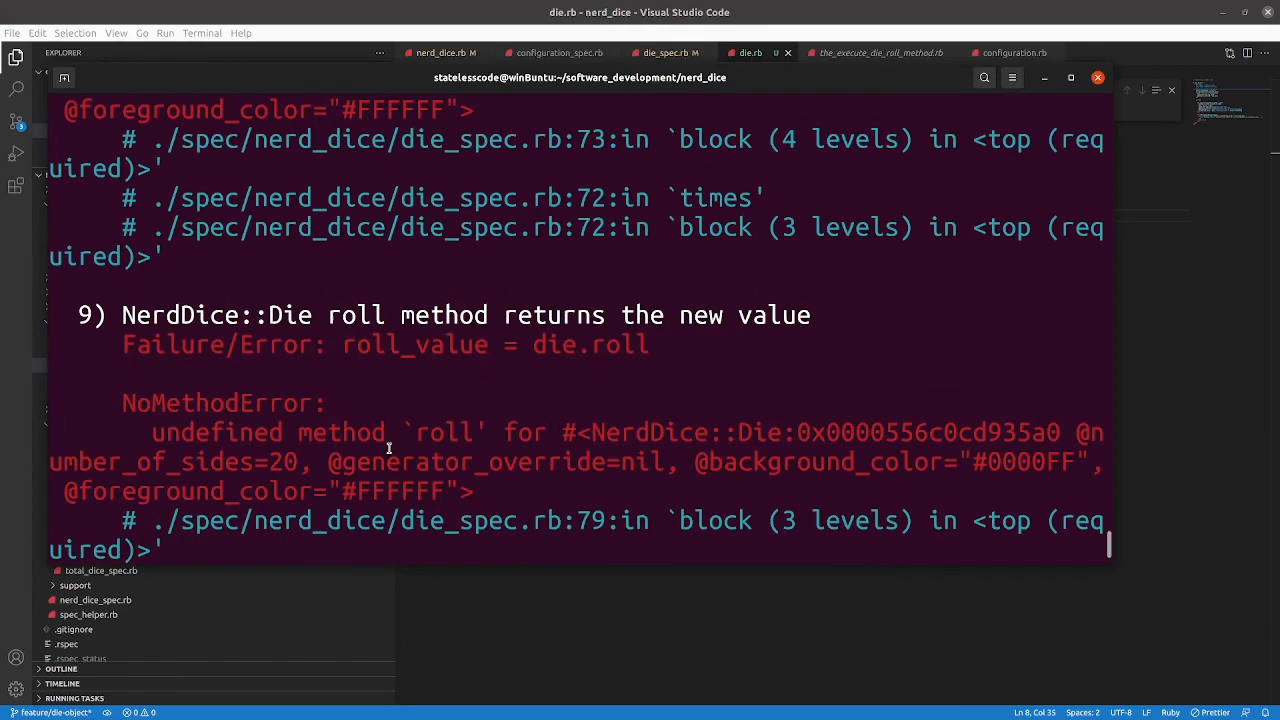 die.rb - nerd_dice - Visual Studio Code
File Edit Selection View Go Run Terminal Help
EXPLORER
nerd_dice.rb M configuration_spec.rb die_spec.rb M die.rb U the_execute_die_roll_method.rb configuration.rb
statelesscode@winBuntu:~/software_development/nerd_dice
@foreground_color="#FFFFFF">
# ./spec/nerd_dice/die_spec.rb:73:in `block (4 levels) in <top (req
uired)>'
# ./spec/nerd_dice/die_spec.rb:72:in `times'
# ./spec/nerd_dice/die_spec.rb:72:in `block (3 levels) in <top (req
uired)>'
9) NerdDice::Die roll method returns the new value
Failure/Error: roll_value = die.roll
NoMethodError:
undefined method `roll' for #<NerdDice::Die:0x0000556c0cd935a0 @n
umber_of_sides=20, @generator_override=nil, @background_color="#0000FF",
@foreground_color="#FFFFFF">
# ./spec/nerd_dice/die_spec.rb:79:in `block (3 levels) in <top (req
uired)>'
total_dice_spec.rb
support
nerd_dice_spec.rb
spec_helper.rb
.gitignore
.rspec
.rspec_status
OUTLINE
TIMELINE
RUNNING TASKS
3
feature/die-object* 0 0 Ln 8, Col 35 Spaces: 2 UTF-8 LF Ruby Prettier